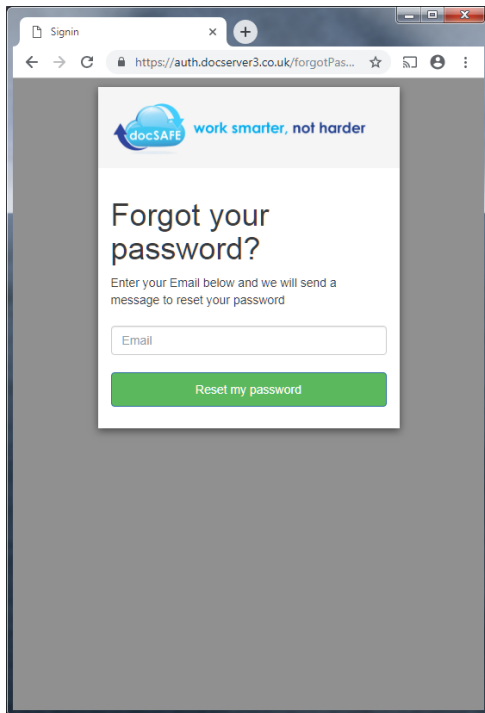 Signin
https://auth.docserver3.co.uk/forgotPas...
docSAFE work smarter, not harder
Forgot your
password?
Enter your Email below and we will send a
message to reset your password
Email
Reset my password